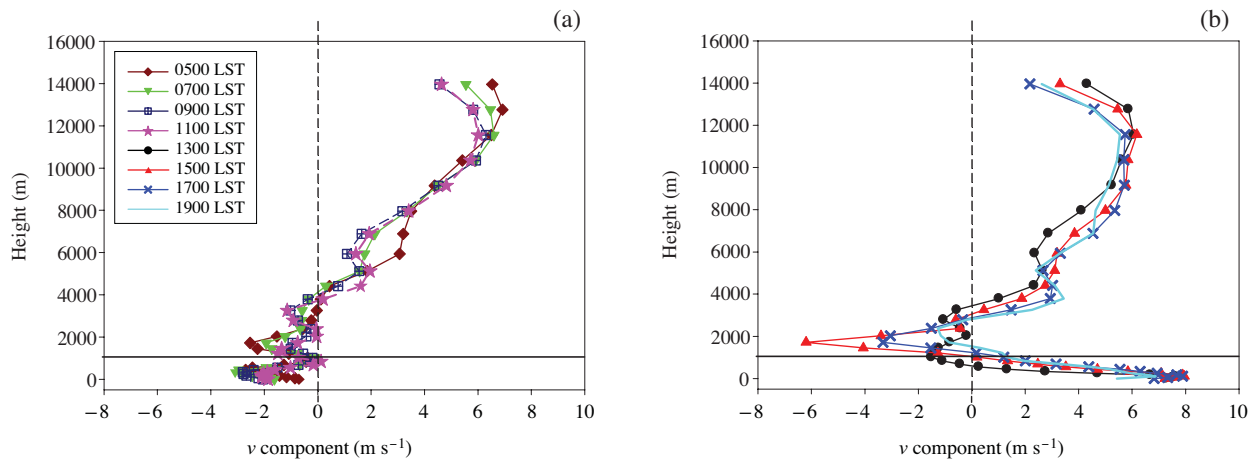 (a)
16000
14000
12000
10000
8000
6000
4000
2000
0
Height (m)
0500 LST
0700 LST
0900 LST
1100 LST
1300 LST
1500 LST
1700 LST
1900 LST
−8 −6 −4 −2 0 2 4 6 8 10
v component (m s⁻¹)
(b)
16000
14000
12000
10000
8000
6000
4000
2000
0
Height (m)
−8 −6 −4 −2 0 2 4 6 8 10
v component (m s⁻¹)